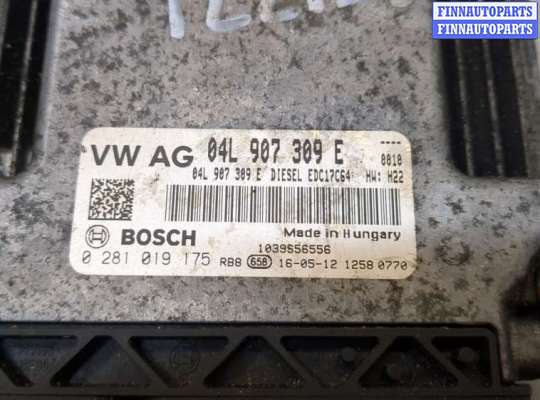 FINNAUTOPARTS
FINNAUTOPARTS
VW AG 04L 907 309 E ----
0010
04L 907 309 E DIESEL EDC17C64 HW: H22
BOSCH Made in Hungary
1039S56556
0 281 019 175 RB8 658 16-05-12 1258 0770